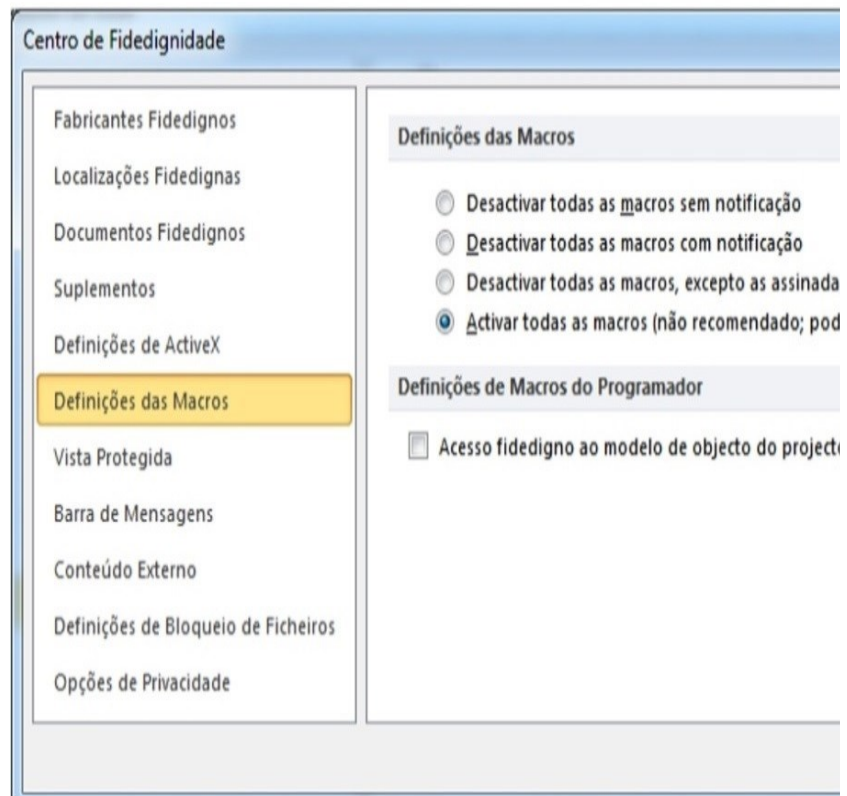 Centro de Fidedignidade
Fabricantes Fidedignos
Localizações Fidedignas
Documentos Fidedignos
Suplementos
Definições de ActiveX
Definições das Macros
Vista Protegida
Barra de Mensagens
Conteúdo Externo
Definições de Bloqueio de Ficheiros
Opções de Privacidade
Definições das Macros
Desactivar todas as macros sem notificação
Desactivar todas as macros com notificação
Desactivar todas as macros, excepto as assinada
Activar todas as macros (não recomendado; pod
Definições de Macros do Programador
Acesso fidedigno ao modelo de objecto do project